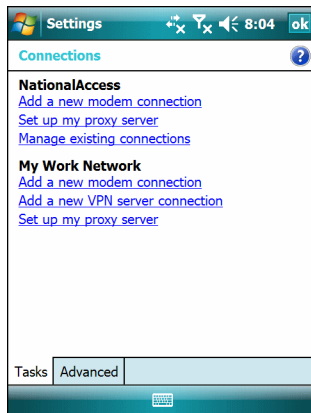 Settings 8:04 ok
Connections ?
NationalAccess
Add a new modem connection
Set up my proxy server
Manage existing connections
My Work Network
Add a new modem connection
Add a new VPN server connection
Set up my proxy server
Tasks Advanced